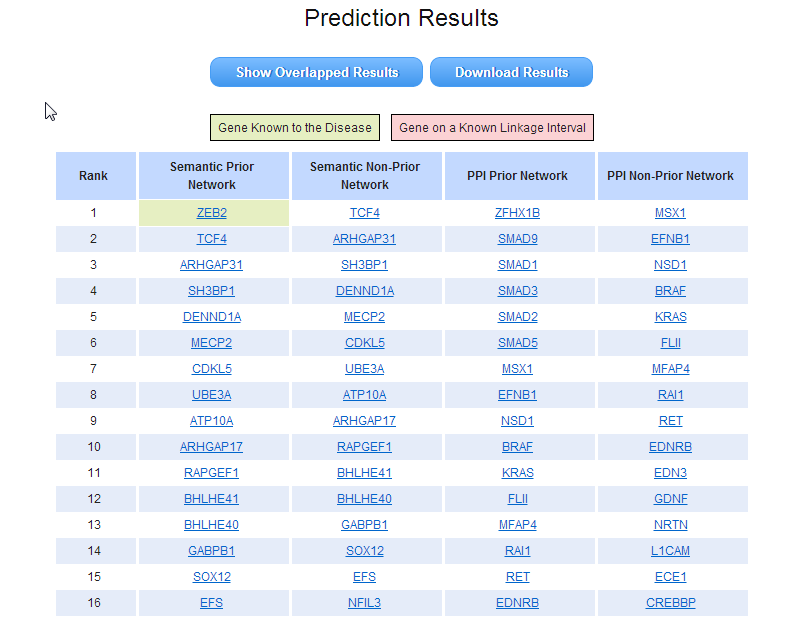 Prediction Results
Show Overlapped Results Download Results
Gene Known to the Disease Gene on a Known Linkage Interval
Rank Semantic Prior Network Semantic Non-Prior Network PPI Prior Network PPI Non-Prior Network
1 ZEB2 TCF4 ZFHX1B MSX1
2 TCF4 ARHGAP31 SMAD9 EFNB1
3 ARHGAP31 SH3BP1 SMAD1 NSD1
4 SH3BP1 DENND1A SMAD3 BRAF
5 DENND1A MECP2 SMAD2 KRAS
6 MECP2 CDKL5 SMAD5 FLII
7 CDKL5 UBE3A MSX1 MFAP4
8 UBE3A ATP10A EFNB1 RAI1
9 ATP10A ARHGAP17 NSD1 RET
10 ARHGAP17 RAPGEF1 BRAF EDNRB
11 RAPGEF1 BHLHE41 KRAS EDN3
12 BHLHE41 BHLHE40 FLII GDNF
13 BHLHE40 GABPB1 MFAP4 NRTN
14 GABPB1 SOX12 RAI1 L1CAM
15 SOX12 EFS RET ECE1
16 EFS NFIL3 EDNRB CREBBP